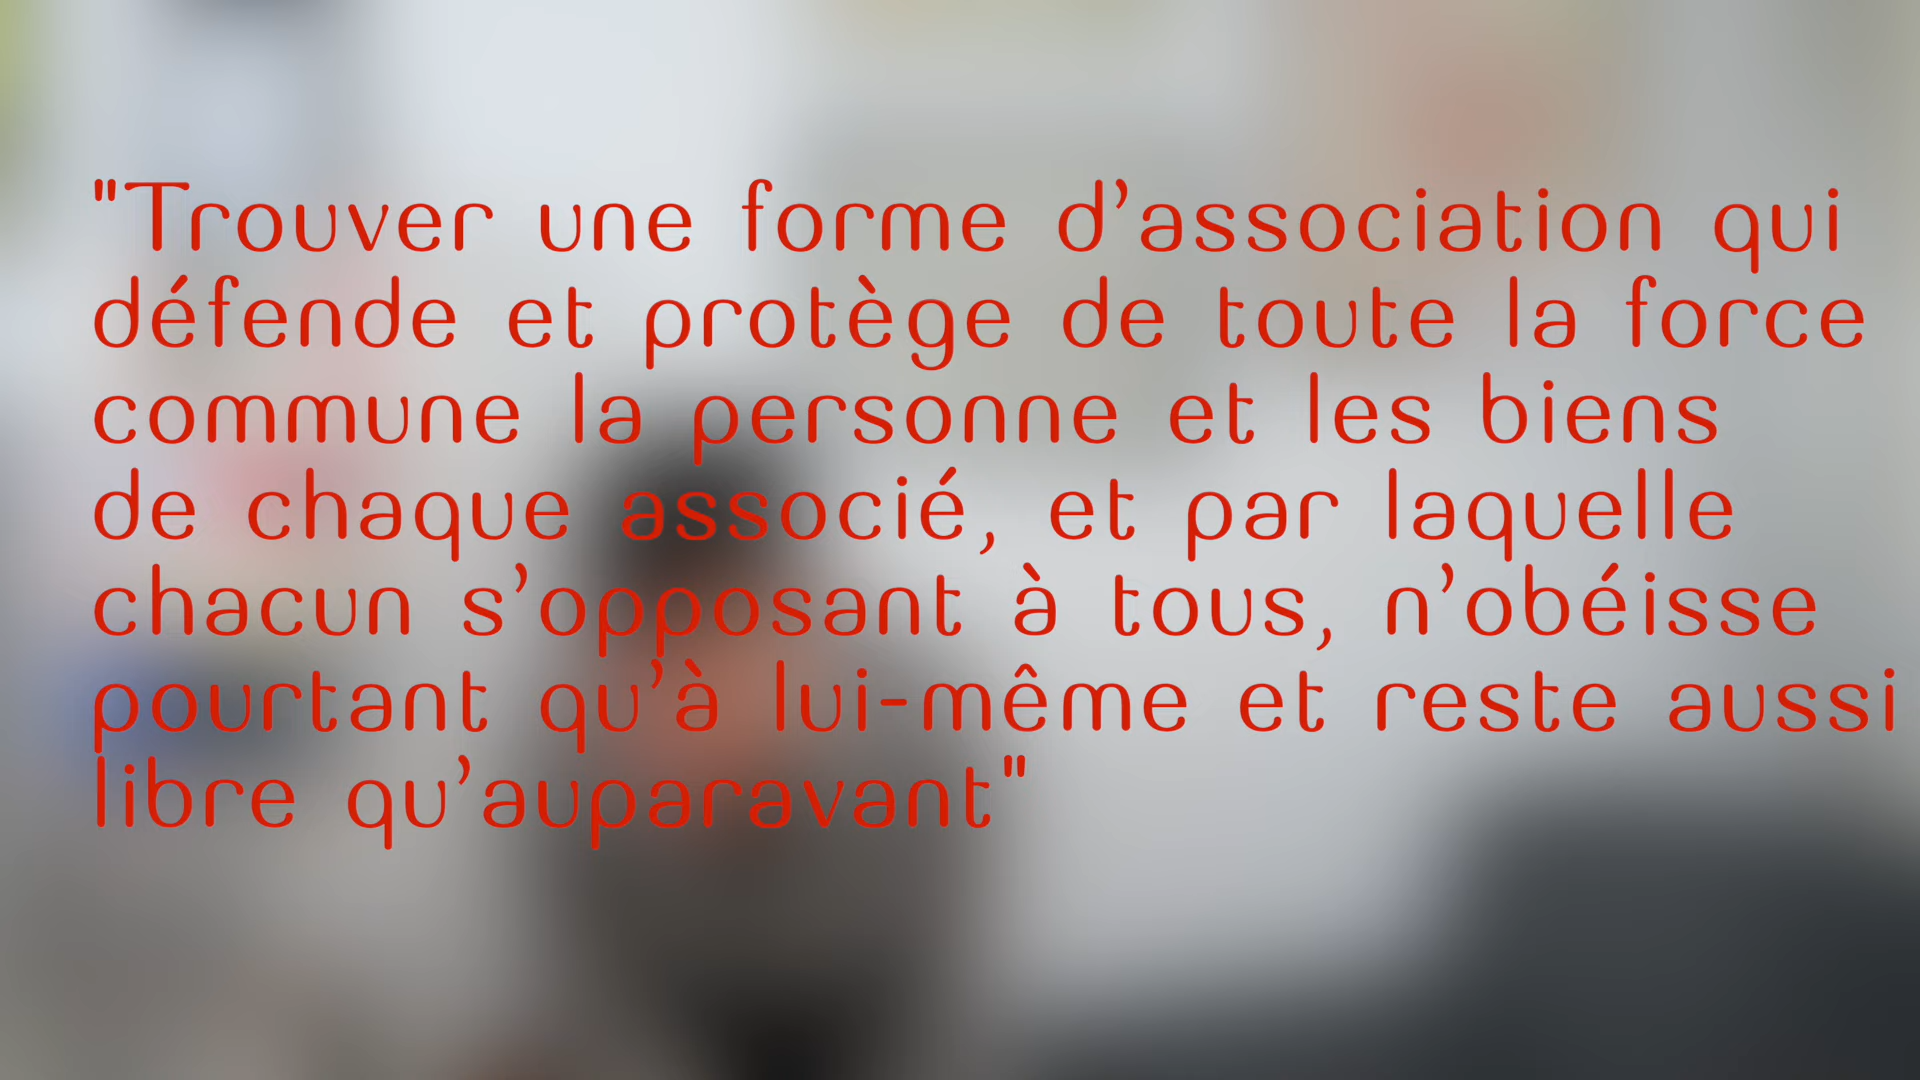 "Trouver une forme d’association qui
défende et protège de toute la force
commune la personne et les biens
de chaque associé, et par laquelle
chacun s’opposant à tous, n’obéisse
pourtant qu’à lui-même et reste aussi
libre qu’auparavant"